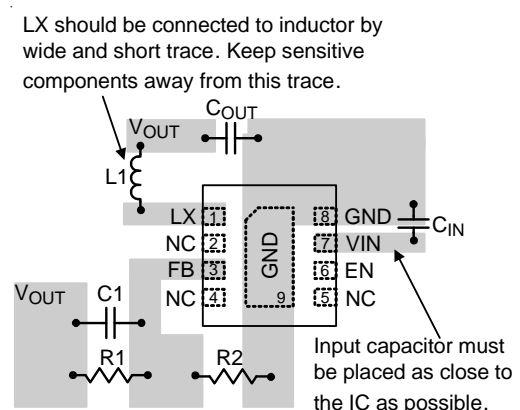 LX should be connected to inductor by
wide and short trace. Keep sensitive
components away from this trace.
COUT
VOUT
L1
LX 1
8 GND
CIN
NC 2
7 VIN
FB 3
GND
6 EN
NC 4
9
5 NC
VOUT
C1
R1
R2
Input capacitor must
be placed as close to
the IC as possible.